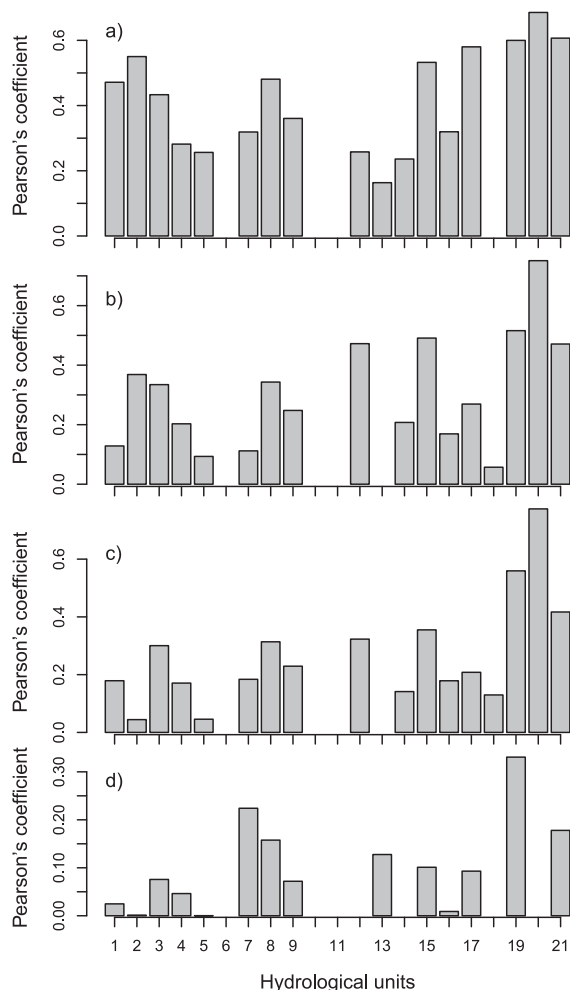 a)
Pearson's coefficient
0.0 0.2 0.4 0.6
b)
Pearson's coefficient
0.0 0.2 0.4 0.6
c)
Pearson's coefficient
0.0 0.2 0.4 0.6
d)
Pearson's coefficient
0.00 0.10 0.20 0.30
1 2 3 4 5 6 7 8 9 11 13 15 17 19 21
Hydrological units